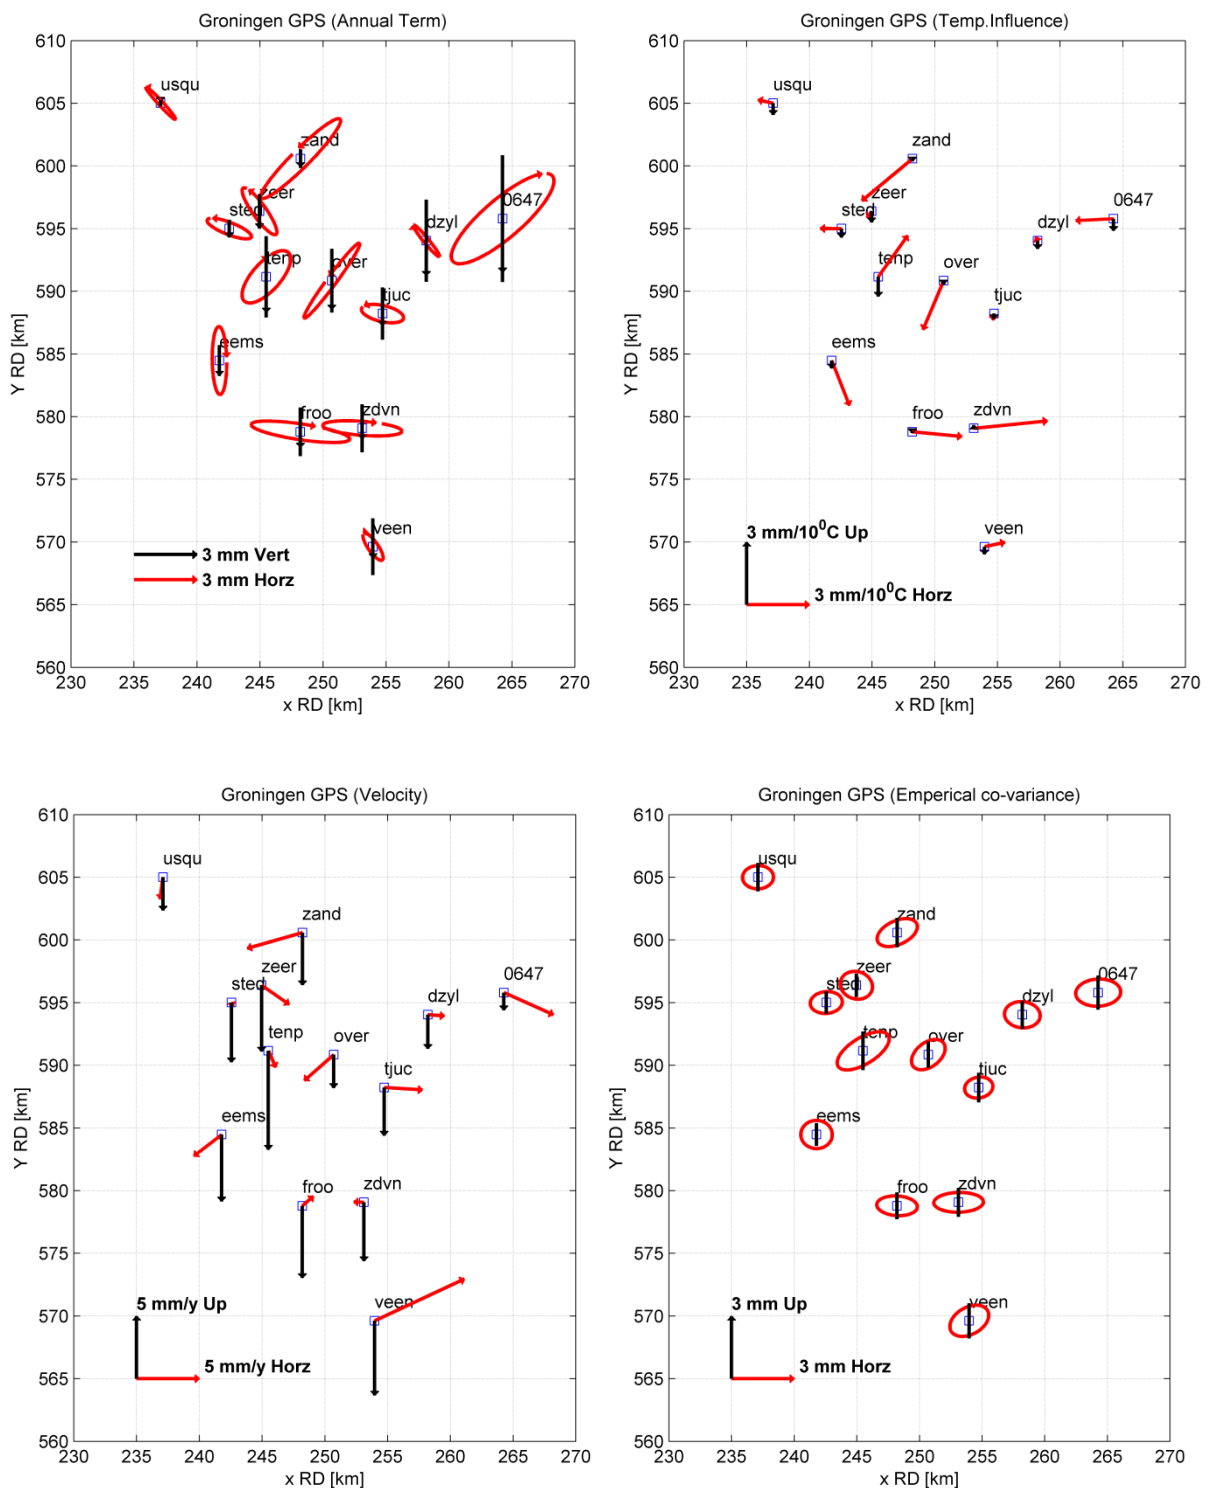 Groningen GPS (Annual Term)
610
605
600
595
590
585
580
575
570
565
560
Y RD [km]
usqu
zand
zeer
sted
0647
dzyl
tenp
over
tjuc
eems
froo
zdvn
veen
3 mm Vert
3 mm Horz
230 235 240 245 250 255 260 265 270
x RD [km]
Groningen GPS (Temp.Influence)
610
605
600
595
590
585
580
575
570
565
560
Y RD [km]
usqu
zand
zeer
sted
0647
dzyl
tenp
over
tjuc
eems
froo
zdvn
veen
3 mm/10⁰C Up
3 mm/10⁰C Horz
230 235 240 245 250 255 260 265 270
x RD [km]
Groningen GPS (Velocity)
610
605
600
595
590
585
580
575
570
565
560
Y RD [km]
usqu
zand
zeer
sted
0647
dzyl
tenp
over
tjuc
eems
froo
zdvn
veen
5 mm/y Up
5 mm/y Horz
230 235 240 245 250 255 260 265 270
x RD [km]
Groningen GPS (Emperical co-variance)
610
605
600
595
590
585
580
575
570
565
560
Y RD [km]
usqu
zand
zeer
sted
0647
dzyl
tenp
over
tjuc
eems
froo
zdvn
veen
3 mm Up
3 mm Horz
230 235 240 245 250 255 260 265 270
x RD [km]